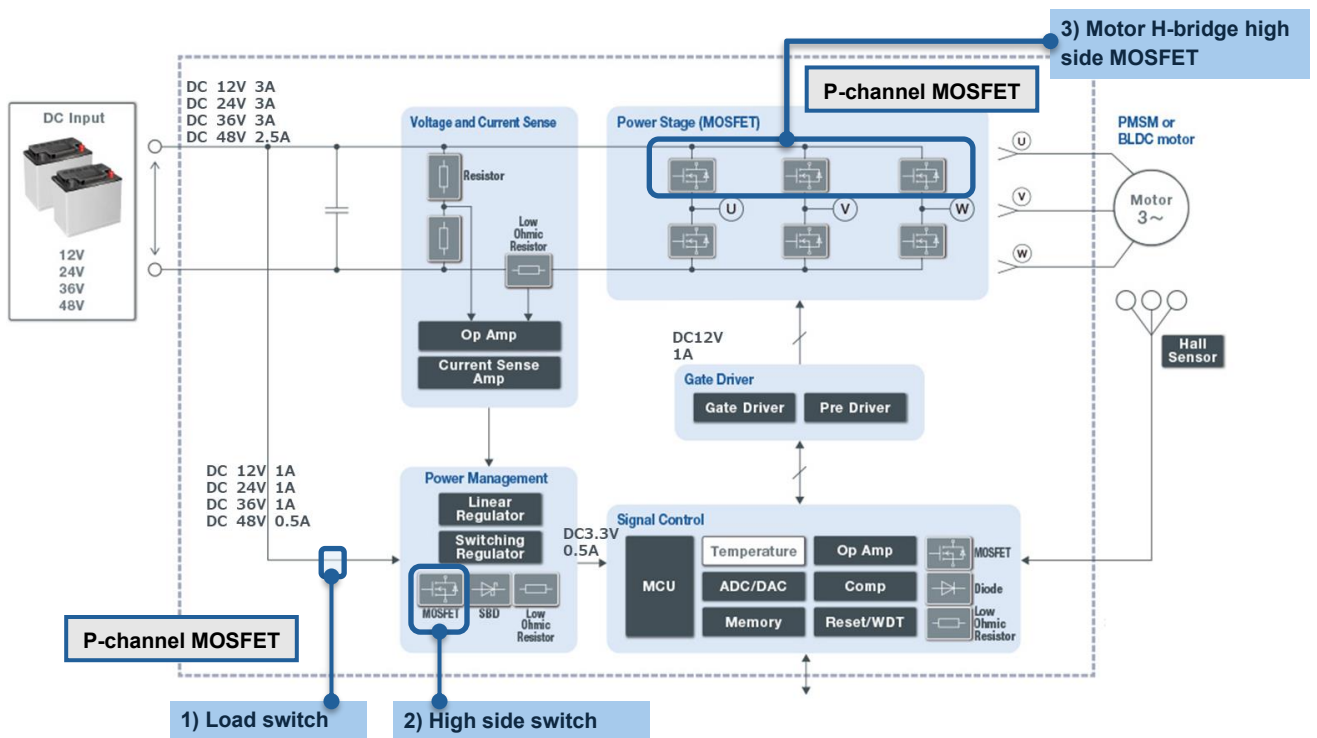 3) Motor H-bridge high
side MOSFET
P-channel MOSFET
DC 12V 3A
DC 24V 3A
DC 36V 3A
DC 48V 2.5A
DC Input
12V
24V
36V
48V
Voltage and Current Sense
Resistor
Low
Ohmic
Resistor
Op Amp
Current Sense
Amp
Power Stage (MOSFET)
U
V
W
U
V
W
PMSM or
BLDC motor
Motor
3~
Hall
Sensor
DC12V
1A
Gate Driver
Gate Driver
Pre Driver
DC 12V 1A
DC 24V 1A
DC 36V 1A
DC 48V 0.5A
Power Management
Linear
Regulator
Switching
Regulator
MOSFET
SBD
Low
Ohmic
Resistor
DC3.3V
0.5A
Signal Control
MCU
Temperature
Op Amp
ADC/DAC
Comp
Memory
Reset/WDT
MOSFET
Diode
Low
Ohmic
Resistor
P-channel MOSFET
1) Load switch
2) High side switch